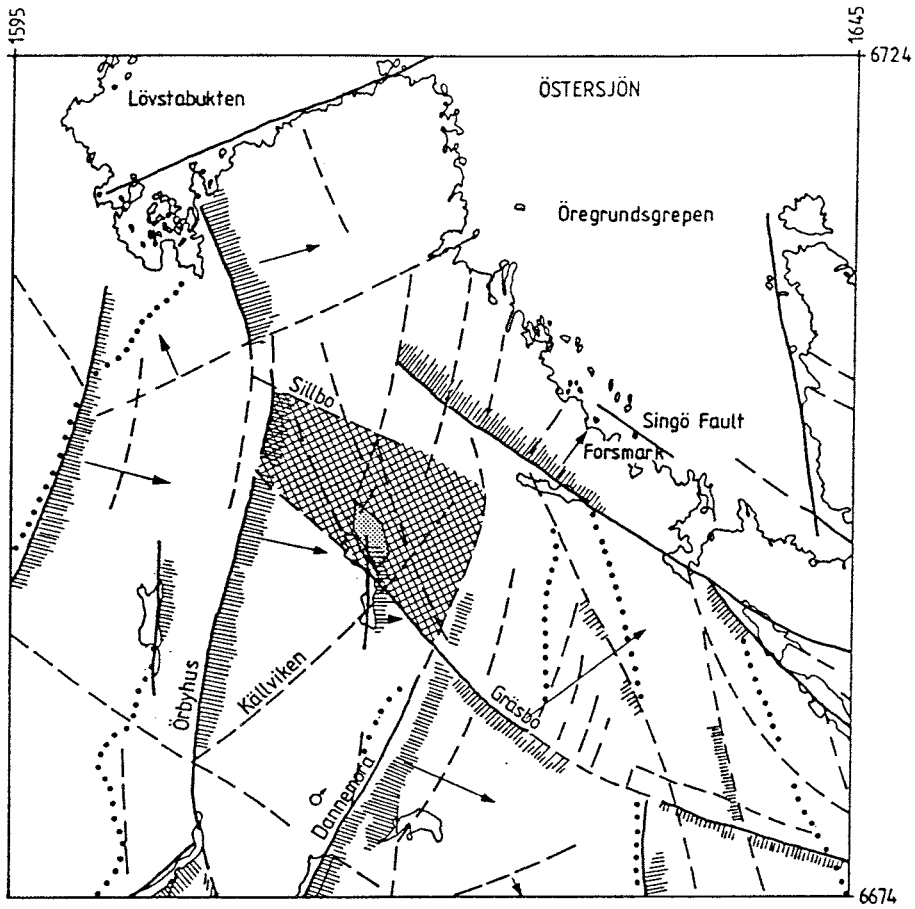 1595
1645
6724
Lövstabukten
ÖSTERSJÖN
Öregrundsgrepen
Sillbo
Singö Fault
Forsmark
Örbyhus
Källviken
Gräsbo
Dannemora
6674